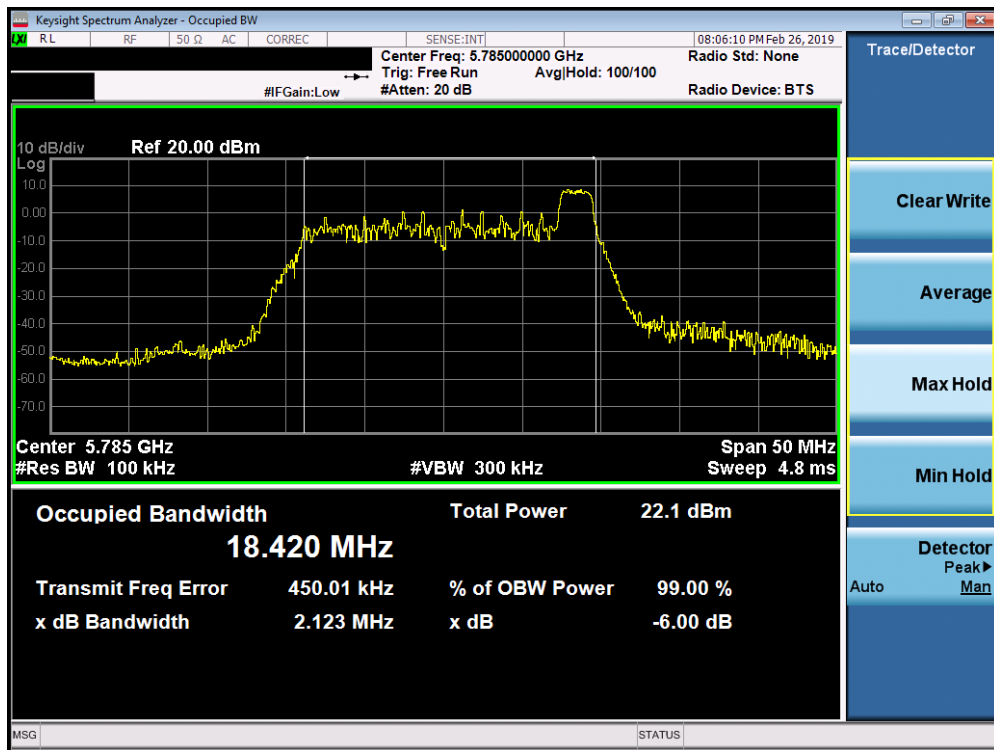 Keysight Spectrum Analyzer - Occupied BW
LXI RL RF 50 Ω AC CORREC SENSE:INT 08:06:10 PM Feb 26, 2019
Center Freq: 5.785000000 GHz Radio Std: None
Trig: Free Run Avg|Hold: 100/100
#IFGain:Low #Atten: 20 dB Radio Device: BTS
10 dB/div Ref 20.00 dBm
Log
10.0
0.00
-10.0
-20.0
-30.0
-40.0
-50.0
-60.0
-70.0
Center 5.785 GHz Span 50 MHz
#Res BW 100 kHz #VBW 300 kHz Sweep 4.8 ms
Occupied Bandwidth Total Power 22.1 dBm
18.420 MHz
Transmit Freq Error 450.01 kHz % of OBW Power 99.00 %
x dB Bandwidth 2.123 MHz x dB -6.00 dB
MSG STATUS
Trace/Detector
Clear Write
Average
Max Hold
Min Hold
Detector
Peak▶
Auto Man